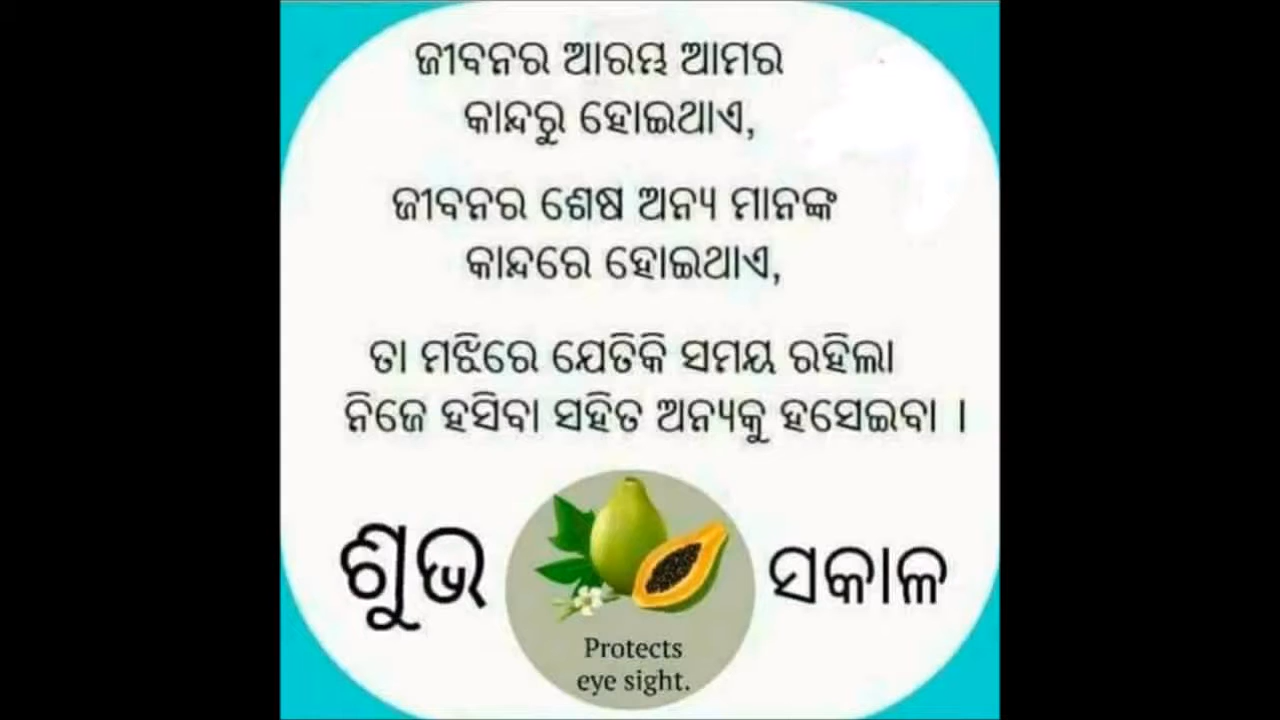 ଜୀବନର ଆରମ୍ଭ ଆମର
କାନ୍ଦରୁ ହୋଇଥାଏ,
ଜୀବନର ଶେଷ ଅନ୍ୟ ମାନଙ୍କ
କାନ୍ଦରେ ହୋଇଥାଏ,
ତା ମଝିରେ ଯେତିକି ସମୟ ରହିଲା
ନିଜେ ହସିବା ସହିତ ଅନ୍ୟକୁ ହସେଇବା ।
ଶୁଭ ସକାଳ
Protects
eye sight.